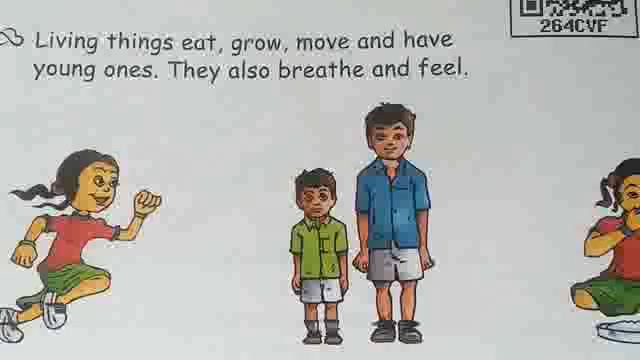 264CVF
Living things eat, grow, move and have
young ones. They also breathe and feel.